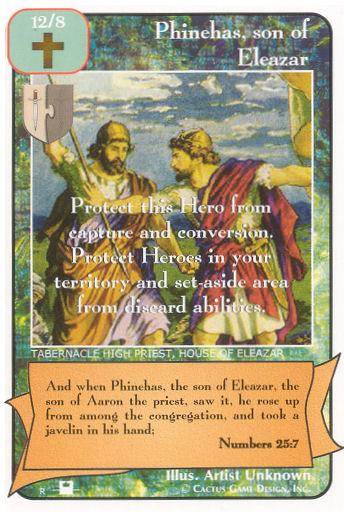 12/8
Phinehas, son of
Eleazar
Protect this Hero from
capture and conversion.
Protect Heroes in your
territory and set-aside area
from discard abilities.
TABERNACLE HIGH PRIEST, HOUSE OF ELEAZAR
And when Phinehas, the son of Eleazar, the
son of Aaron the priest, saw it, he rose up
from among the congregation, and took a
javelin in his hand;
Numbers 25:7
Illus. Artist Unknown.
R
© CACTUS GAME DESIGN, INC.